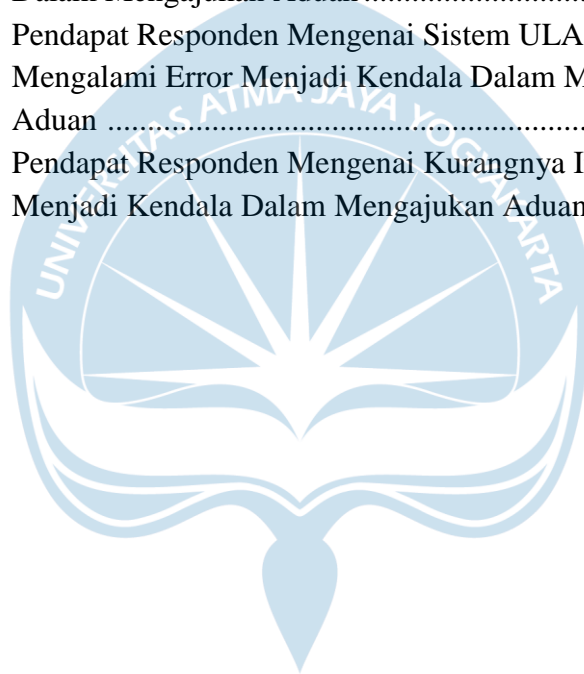 Dalam Mengajukan Aduan
Pendapat Responden Mengenai Sistem ULA
Mengalami Error Menjadi Kendala Dalam M
Aduan ................................................
Pendapat Responden Mengenai Kurangnya I
Menjadi Kendala Dalam Mengajukan Aduan
UNIVERSITAS ATMA JAYA YOGYAKARTA